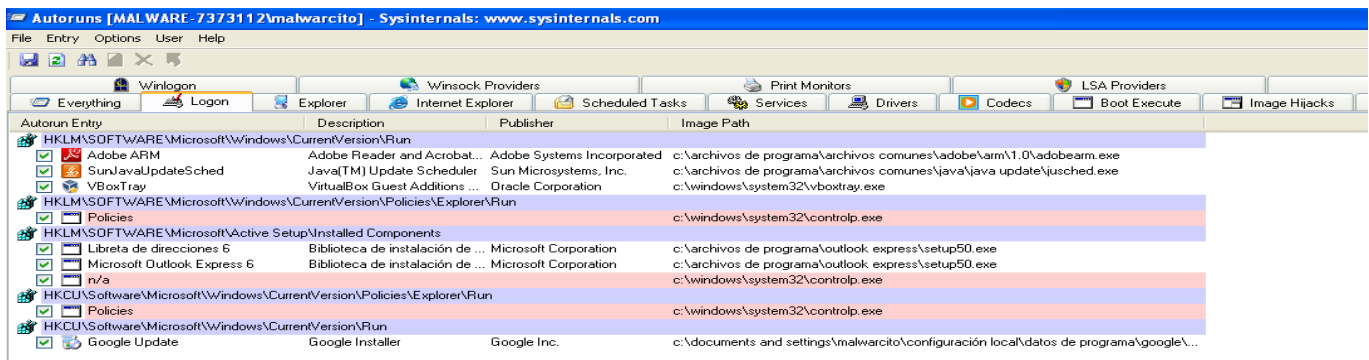 Autoruns [MALWARE-7373112\malwarcito] - Sysinternals: www.sysinternals.com
File Entry Options User Help
Winlogon Winsock Providers Print Monitors LSA Providers
Everything Logon Explorer Internet Explorer Scheduled Tasks Services Drivers Codecs Boot Execute Image Hijacks
Autorun Entry Description Publisher Image Path
HKLM\SOFTWARE\Microsoft\Windows\CurrentVersion\Run
Adobe ARM Adobe Reader and Acrobat... Adobe Systems Incorporated c:\archivos de programa\archivos comunes\adobe\arm\1.0\adobearm.exe
SunJavaUpdateSched Java(TM) Update Scheduler Sun Microsystems, Inc. c:\archivos de programa\archivos comunes\java\java update\jusched.exe
VBoxTray VirtualBox Guest Additions ... Oracle Corporation c:\windows\system32\vboxtray.exe
HKLM\SOFTWARE\Microsoft\Windows\CurrentVersion\Policies\Explorer\Run
Policies c:\windows\system32\controlp.exe
HKLM\SOFTWARE\Microsoft\Active Setup\Installed Components
Libreta de direcciones 6 Biblioteca de instalación de ... Microsoft Corporation c:\archivos de programa\outlook express\setup50.exe
Microsoft Outlook Express 6 Biblioteca de instalación de ... Microsoft Corporation c:\archivos de programa\outlook express\setup50.exe
n/a c:\windows\system32\controlp.exe
HKCU\Software\Microsoft\Windows\CurrentVersion\Policies\Explorer\Run
Policies c:\windows\system32\controlp.exe
HKCU\Software\Microsoft\Windows\CurrentVersion\Run
Google Update Google Installer Google Inc. c:\documents and settings\malwarcito\configuración local\datos de programa\google\...